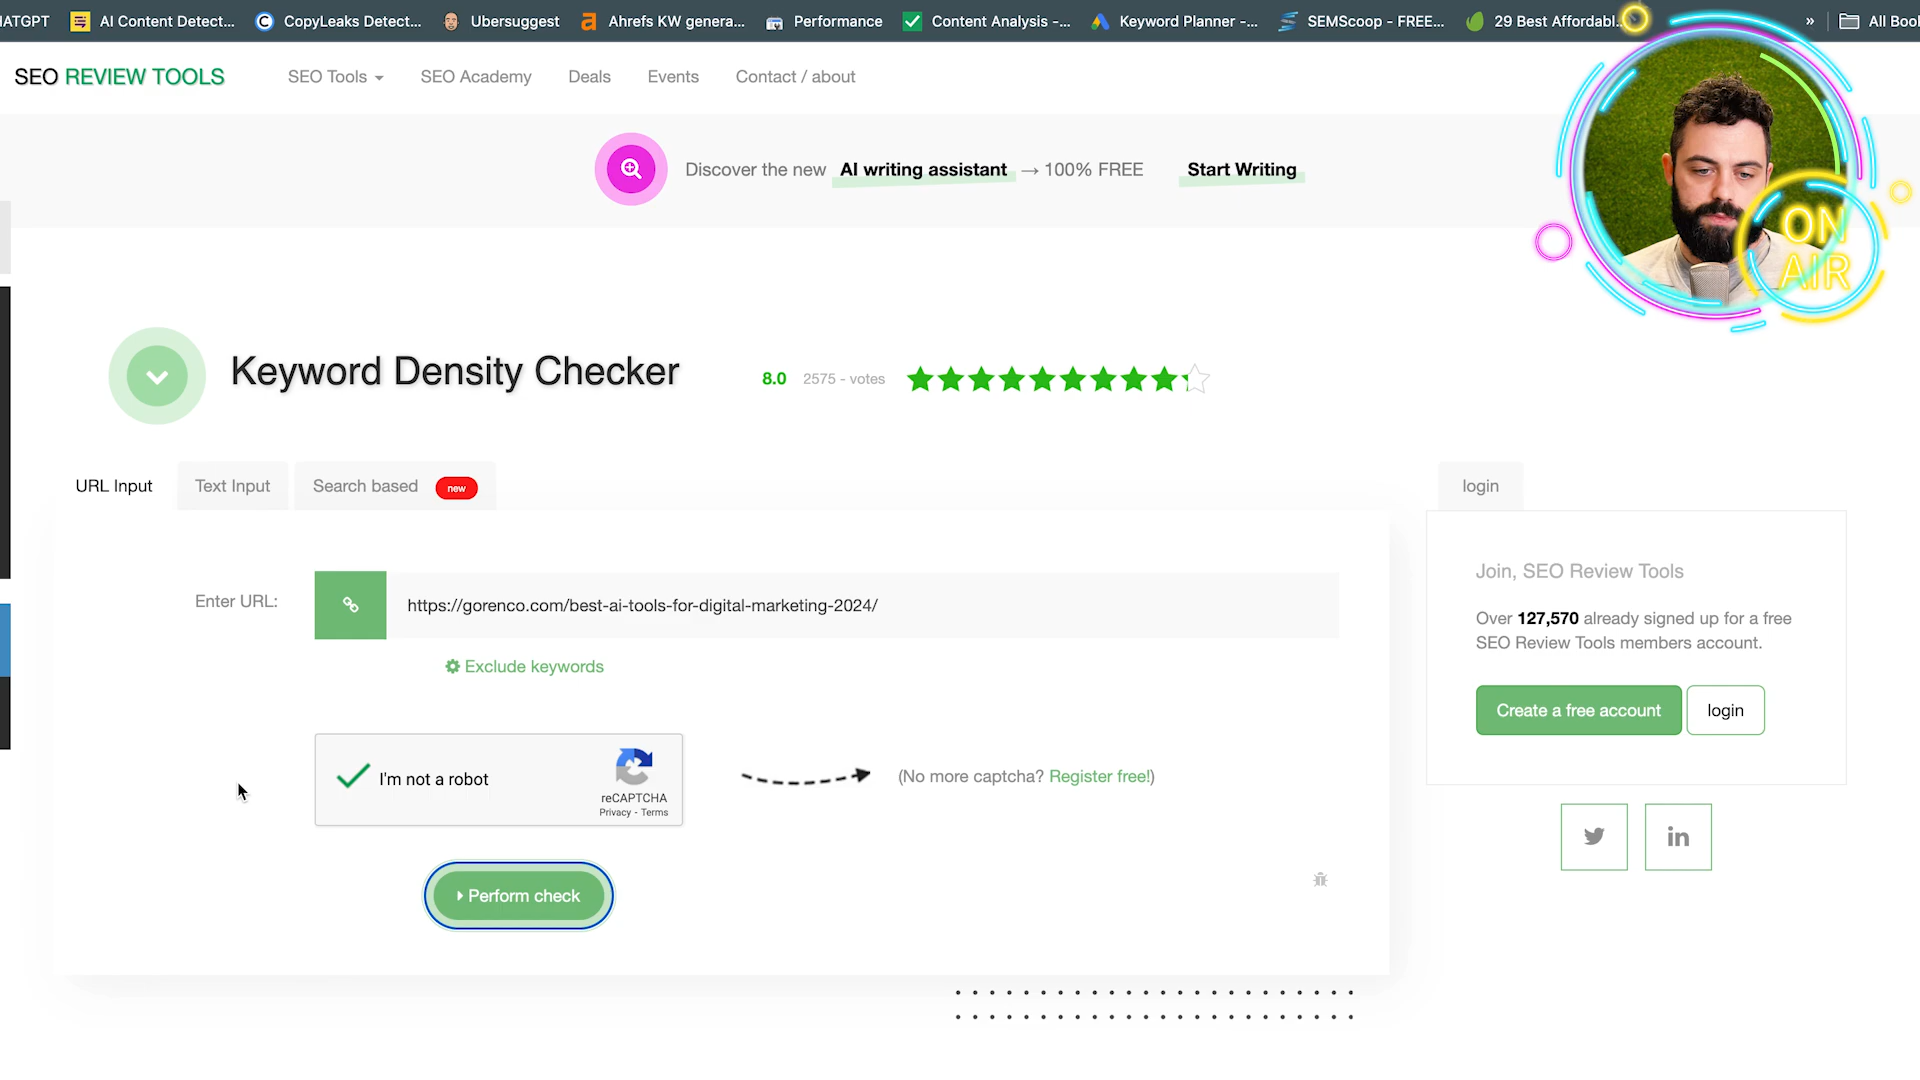 HATGPT
AI Content Detect...
CopyLeaks Detect...
Ubersuggest
Ahrefs KW genera...
Performance
Content Analysis -...
Keyword Planner -...
SEMScoop - FREE...
29 Best Affordabl...
»
All Bool
SEO REVIEW TOOLS
SEO Tools
SEO Academy
Deals
Events
Contact / about
Discover the new AI writing assistant → 100% FREE
Start Writing
ON
AIR
Keyword Density Checker
8.0
2575 - votes
URL Input
Text Input
Search based
new
login
Enter URL:
https://gorenco.com/best-ai-tools-for-digital-marketing-2024/
Exclude keywords
Join, SEO Review Tools
Over 127,570 already signed up for a free
SEO Review Tools members account.
Create a free account
login
I'm not a robot
reCAPTCHA
Privacy - Terms
(No more captcha? Register free!)
Perform check
in